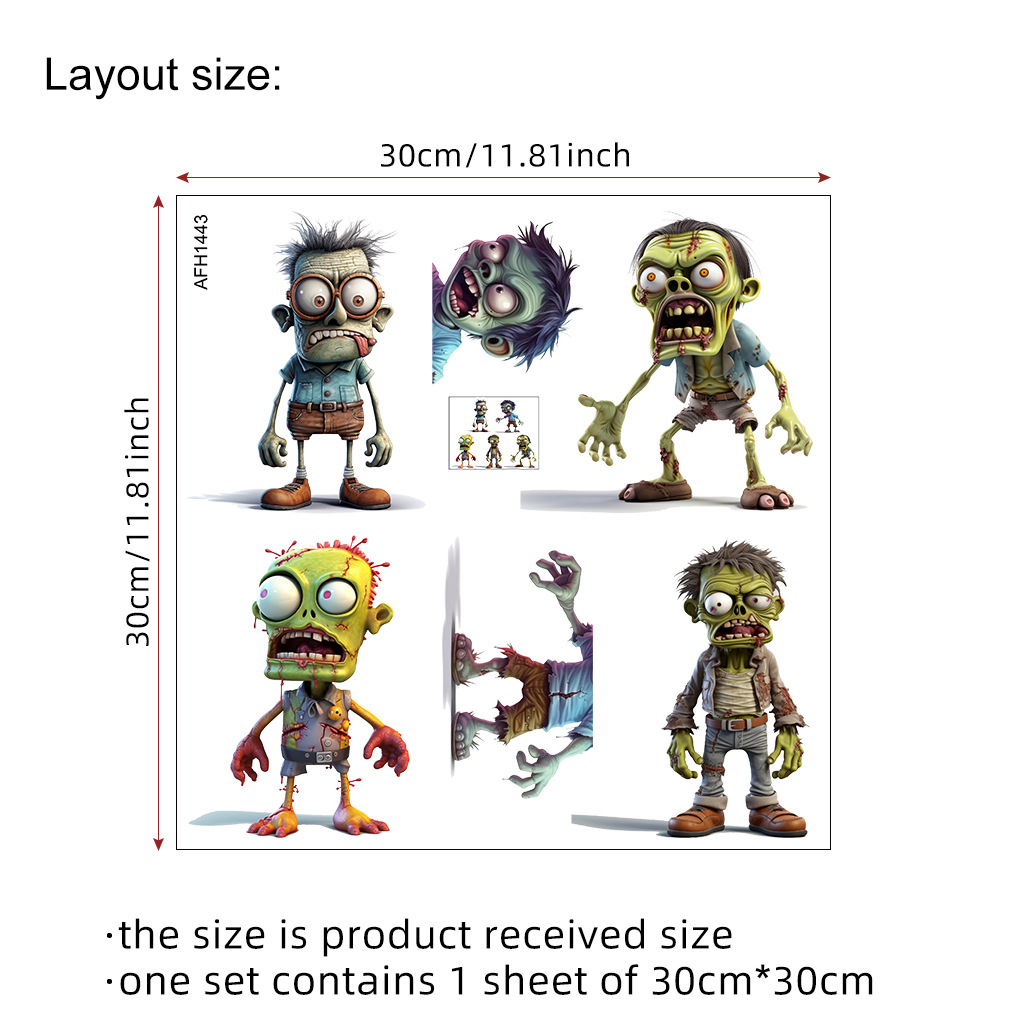 Layout size:
30cm/11.81inch
AFH1443
30cm/11.81inch
·the size is product received size
·one set contains 1 sheet of 30cm*30cm